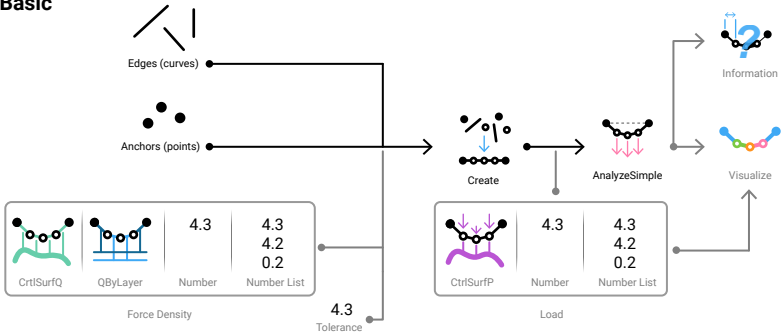 Basic
Edges (curves)
Anchors (points)
Create
AnalyzeSimple
?
Information
Visualize
4.3
4.3
4.2
0.2
CrtlSurfQ
QByLayer
Number
Number List
Force Density
4.3
Tolerance
4.3
4.3
4.2
0.2
CtrlSurfP
Number
Number List
Load